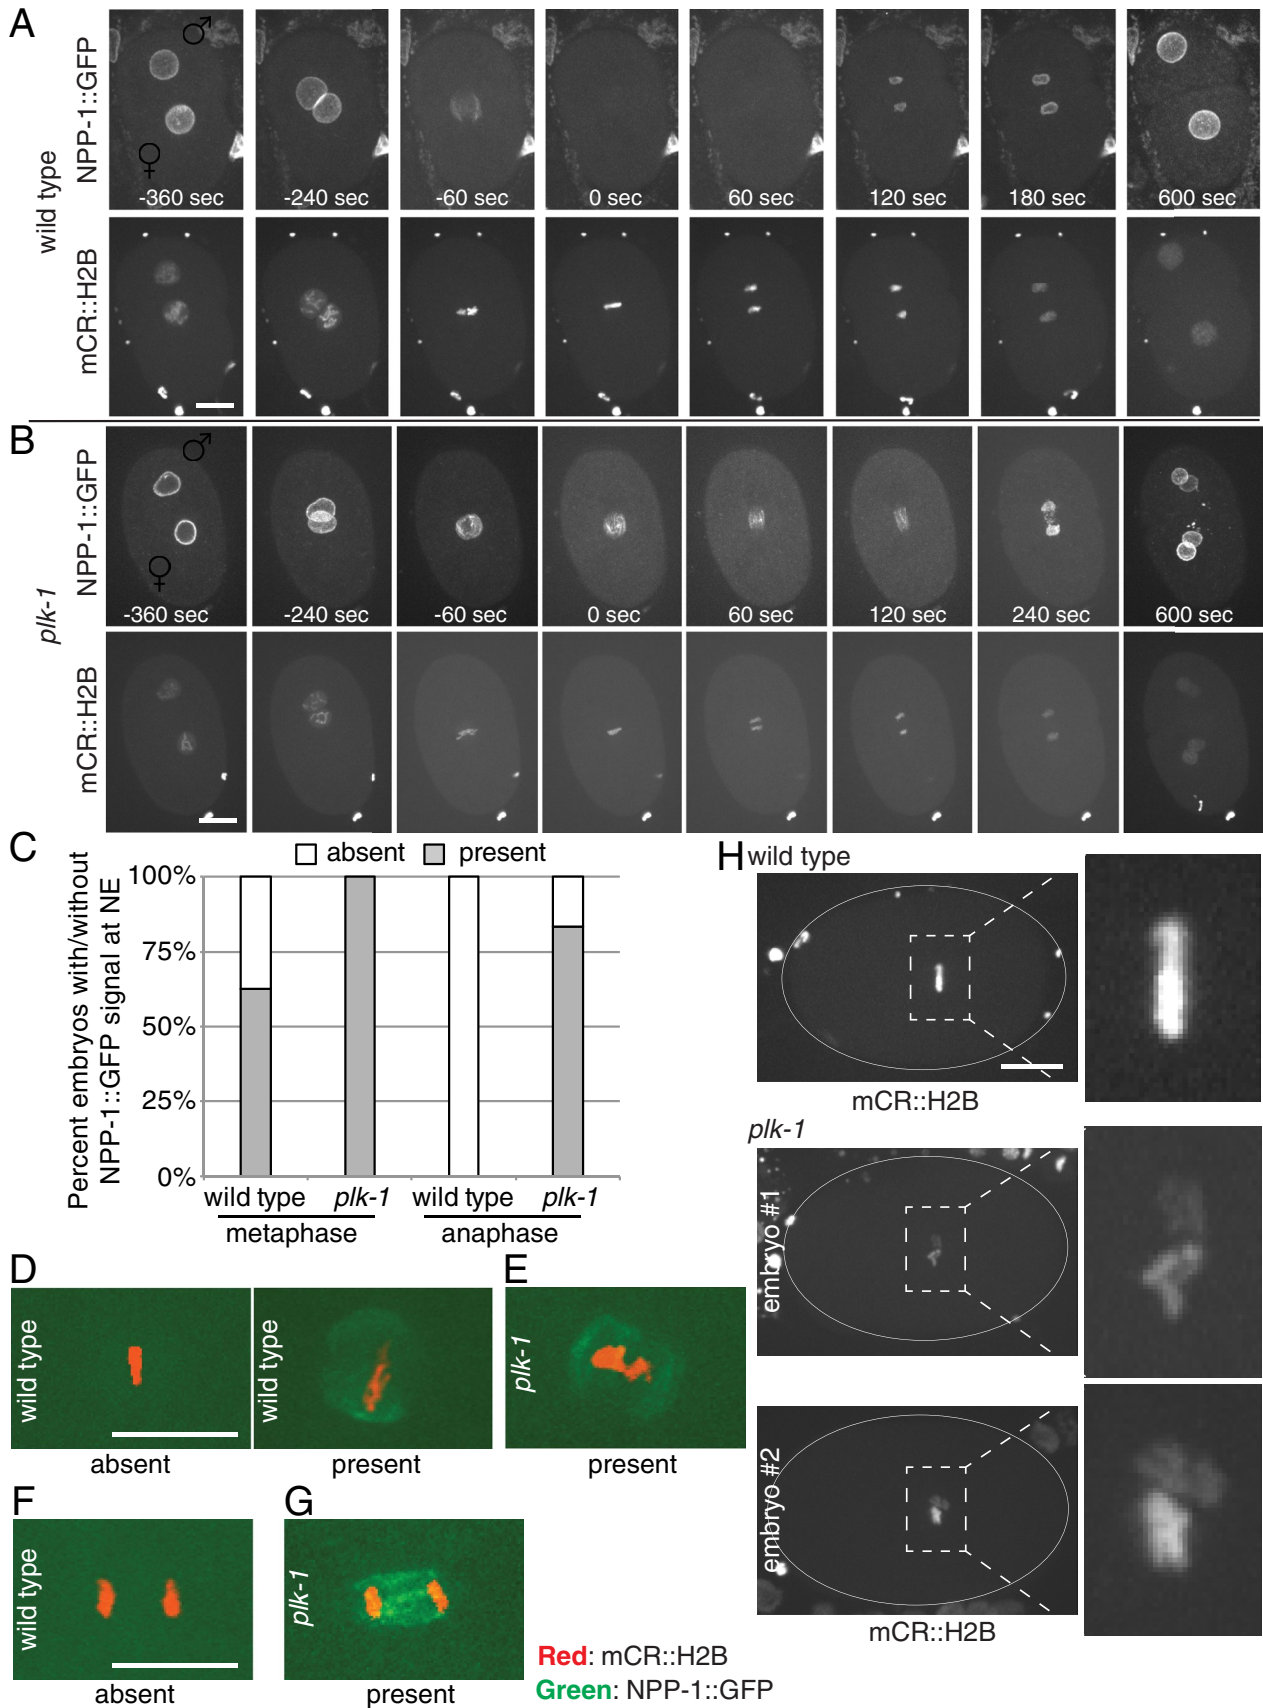 A
wild type
NPP-1::GFP
♂
♀
-360 sec
-240 sec
-60 sec
0 sec
60 sec
120 sec
180 sec
600 sec
mCR::H2B
B
plk-1
NPP-1::GFP
♂
♀
-360 sec
-240 sec
-60 sec
0 sec
60 sec
120 sec
240 sec
600 sec
mCR::H2B
C
absent present
Percent embryos with/without
NPP-1::GFP signal at NE
100%
75%
50%
25%
0%
wild type plk-1 wild type plk-1
metaphase anaphase
D
wild type
absent
wild type
present
E
plk-1
present
F
wild type
absent
G
plk-1
present
Red: mCR::H2B
Green: NPP-1::GFP
H
wild type
mCR::H2B
plk-1
embryo #1
embryo #2
mCR::H2B